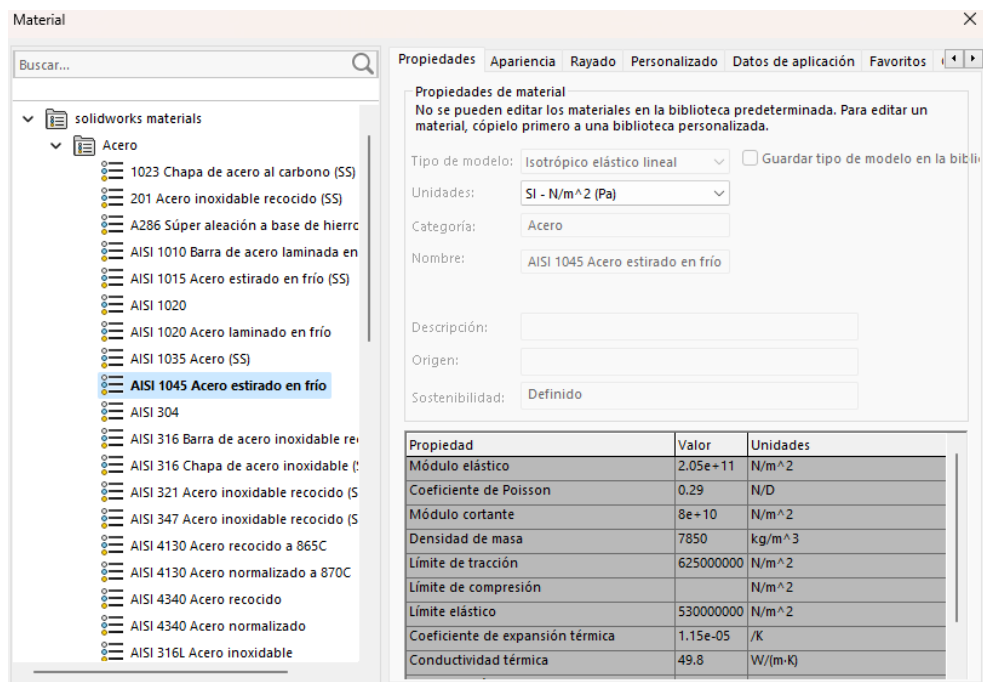 Material
Buscar...
solidworks materials
Acero
1023 Chapa de acero al carbono (SS)
201 Acero inoxidable recocido (SS)
A286 Súper aleación a base de hierro
AISI 1010 Barra de acero laminada en
AISI 1015 Acero estirado en frío (SS)
AISI 1020
AISI 1020 Acero laminado en frío
AISI 1035 Acero (SS)
AISI 1045 Acero estirado en frío
AISI 304
AISI 316 Barra de acero inoxidable re
AISI 316 Chapa de acero inoxidable (
AISI 321 Acero inoxidable recocido (S
AISI 347 Acero inoxidable recocido (S
AISI 4130 Acero recocido a 865C
AISI 4130 Acero normalizado a 870C
AISI 4340 Acero recocido
AISI 4340 Acero normalizado
AISI 316L Acero inoxidable
Propiedades Apariencia Rayado Personalizado Datos de aplicación Favoritos
Propiedades de material
No se pueden editar los materiales en la biblioteca predeterminada. Para editar un
material, cópielo primero a una biblioteca personalizada.
Tipo de modelo: Isotrópico elástico lineal Guardar tipo de modelo en la bibli
Unidades: SI - N/m^2 (Pa)
Categoría: Acero
Nombre: AISI 1045 Acero estirado en frío
Descripción:
Origen:
Sostenibilidad: Definido
Propiedad Valor Unidades
Módulo elástico 2.05e+11 N/m^2
Coeficiente de Poisson 0.29 N/D
Módulo cortante 8e+10 N/m^2
Densidad de masa 7850 kg/m^3
Límite de tracción 625000000 N/m^2
Límite de compresión N/m^2
Límite elástico 530000000 N/m^2
Coeficiente de expansión térmica 1.15e-05 /K
Conductividad térmica 49.8 W/(m·K)